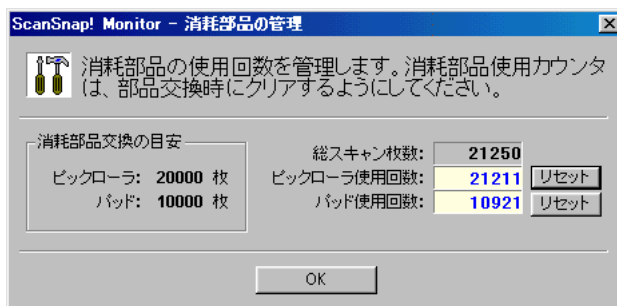 ScanSnap! Monitor - 消耗部品の管理
消耗部品の使用回数を管理します。消耗部品使用カウンタ
は、部品交換時にクリアするようにしてください。
消耗部品交換の目安
ピックローラ: 20000 枚
パッド: 10000 枚
総スキャン枚数: 21250
ピックローラ使用回数: 21211 リセット
パッド使用回数: 10921 リセット
OK